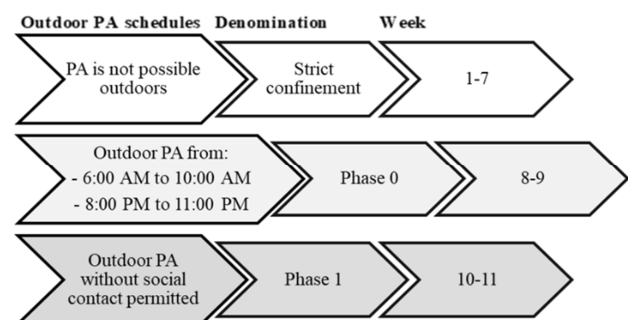 Outdoor PA schedules Denomination Week
PA is not possible
outdoors
Strict
confinement
1-7
Outdoor PA from:
- 6:00 AM to 10:00 AM
- 8:00 PM to 11:00 PM
Phase 0
8-9
Outdoor PA
without social
contact permitted
Phase 1
10-11